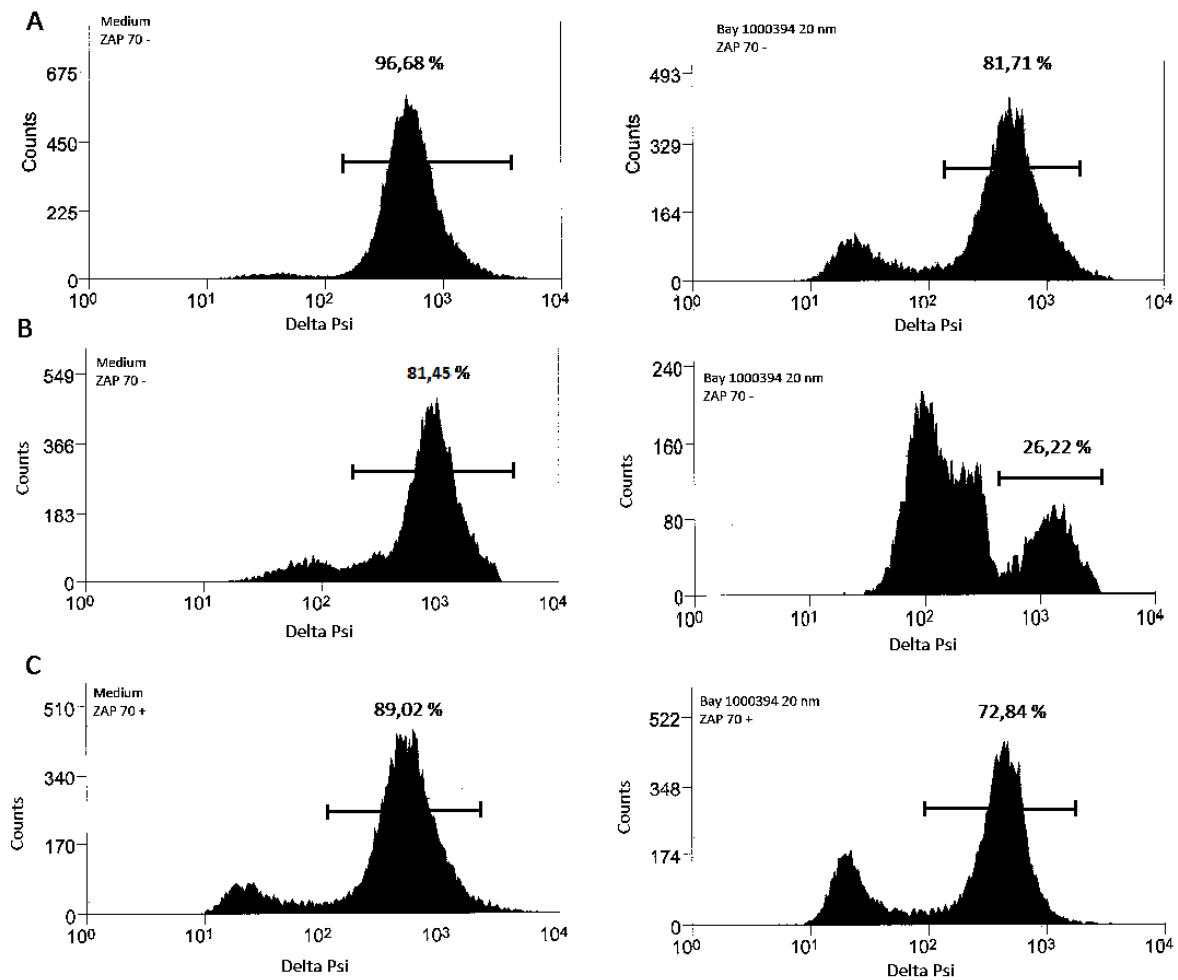 A
Medium
ZAP 70 -
96,68 %
675
450
225
0
Counts
10⁰ 10¹ 10² 10³ 10⁴
Delta Psi
Bay 1000394 20 nm
ZAP 70 -
81,71 %
493
329
164
0
Counts
10⁰ 10¹ 10² 10³ 10⁴
Delta Psi
B
Medium
ZAP 70 -
81,45 %
549
366
183
0
Counts
10⁰ 10¹ 10² 10³ 10⁴
Delta Psi
Bay 1000394 20 nm
ZAP 70 -
26,22 %
240
160
80
0
Counts
10⁰ 10¹ 10² 10³ 10⁴
Delta Psi
C
Medium
ZAP 70 +
89,02 %
510
340
170
0
Counts
10⁰ 10¹ 10² 10³ 10⁴
Delta Psi
Bay 1000394 20 nm
ZAP 70 +
72,84 %
522
348
174
0
Counts
10⁰ 10¹ 10² 10³ 10⁴
Delta Psi